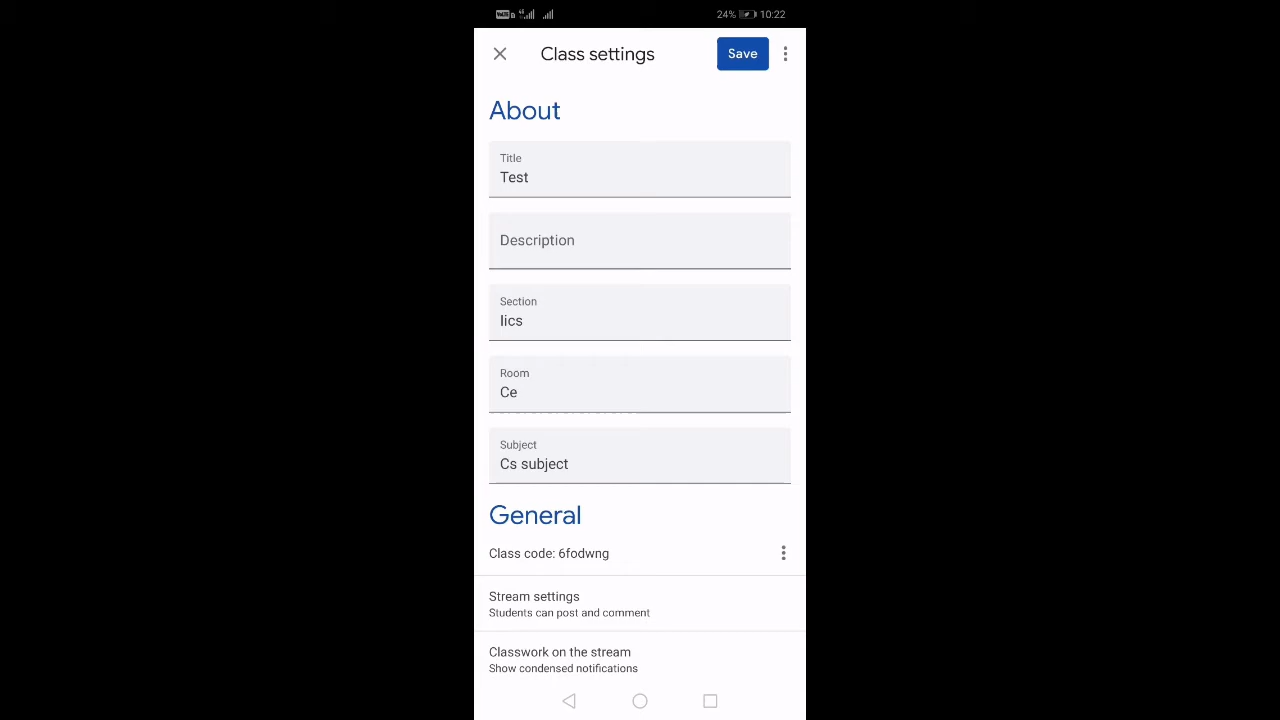 24% 10:22
Class settings
Save
About
Title
Test
Description
Section
Iics
Room
Ce
Subject
Cs subject
General
Class code: 6fodwng
Stream settings
Students can post and comment
Classwork on the stream
Show condensed notifications